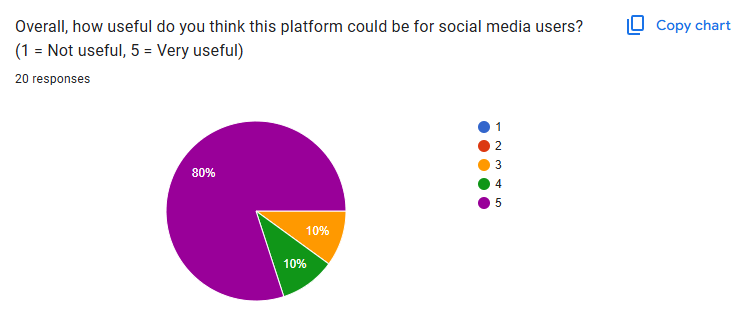 Overall, how useful do you think this platform could be for social media users?
(1 = Not useful, 5 = Very useful)
Copy chart
20 responses
80%
10%
10%
1
2
3
4
5